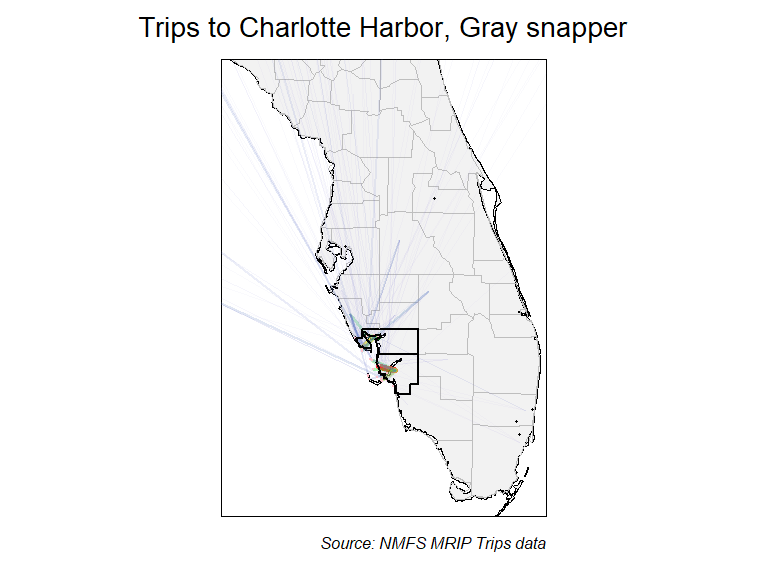 Trips to Charlotte Harbor, Gray snapper
Source: NMFS MRIP Trips data